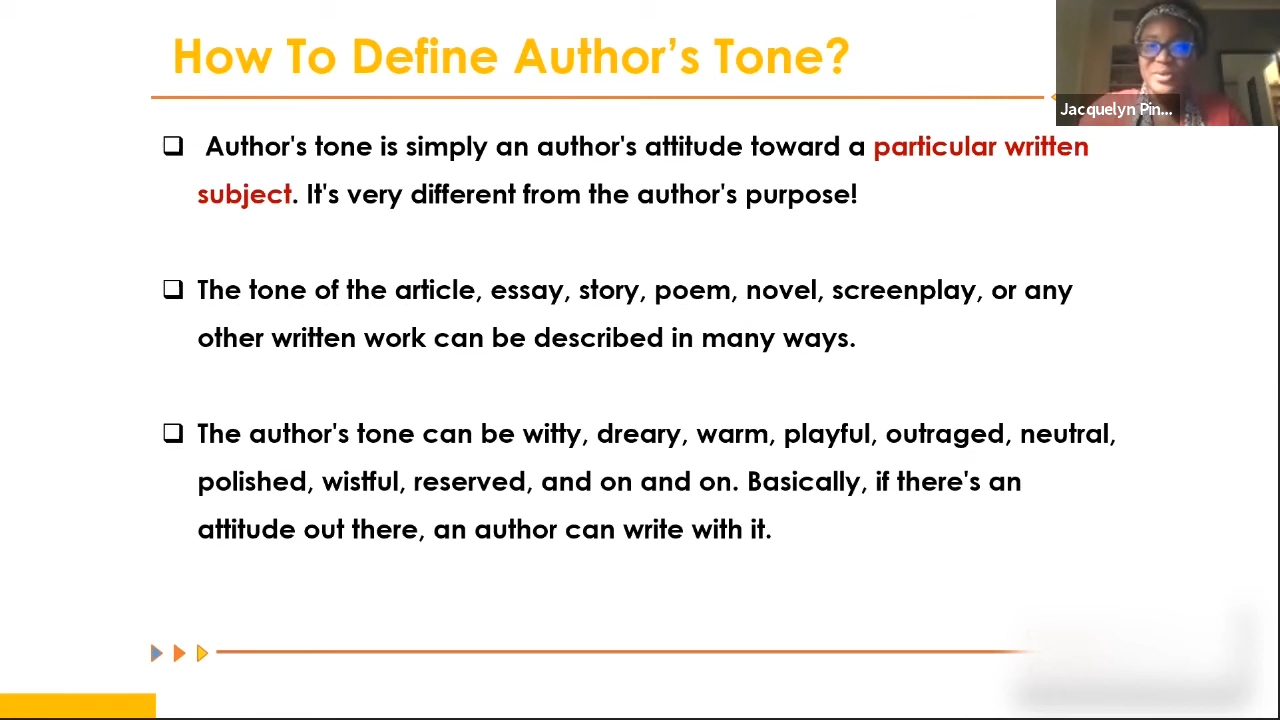 How To Define Author’s Tone?
Jacquelyn Pin...
Author's tone is simply an author's attitude toward a particular written
subject. It's very different from the author's purpose!
The tone of the article, essay, story, poem, novel, screenplay, or any
other written work can be described in many ways.
The author's tone can be witty, dreary, warm, playful, outraged, neutral,
polished, wistful, reserved, and on and on. Basically, if there's an
attitude out there, an author can write with it.